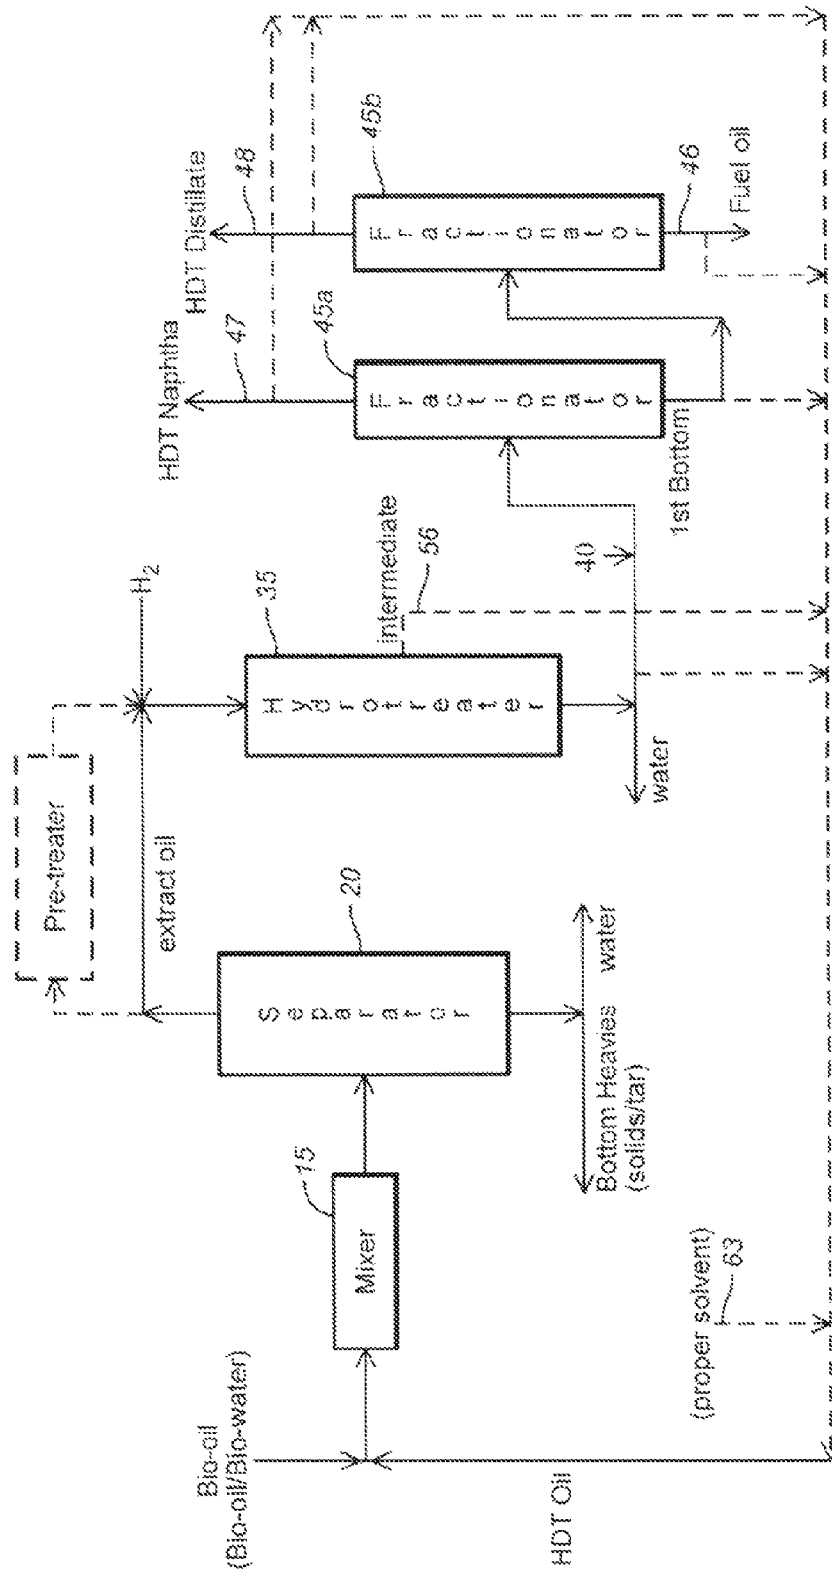 Bio-oil
(Bio-oil/Bio-water)
HDT Oil
Mixer
15
Separator
20
Bottom Heavies
(solids/tar)
water
(proper solvent)
63
extract oil
Pre-treater
H2
Hydrotreater
35
intermediate
56
water
40
HDT Naphtha
47
Fractionator
45a
1st Bottom
HDT Distillate
48
Fractionator
45b
46
Fuel oil